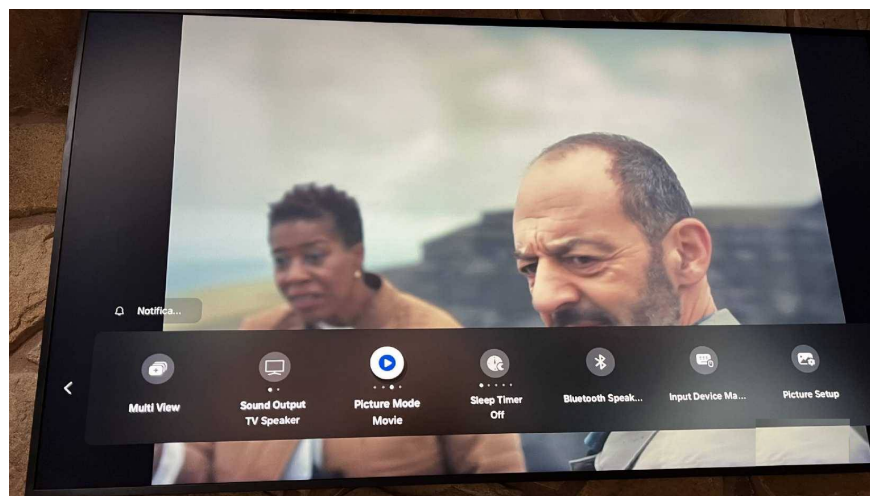 Notifica...
Multi View
Sound Output
TV Speaker
Picture Mode
Movie
Sleep Timer
Off
Bluetooth Speak...
Input Device Ma...
Picture Setup